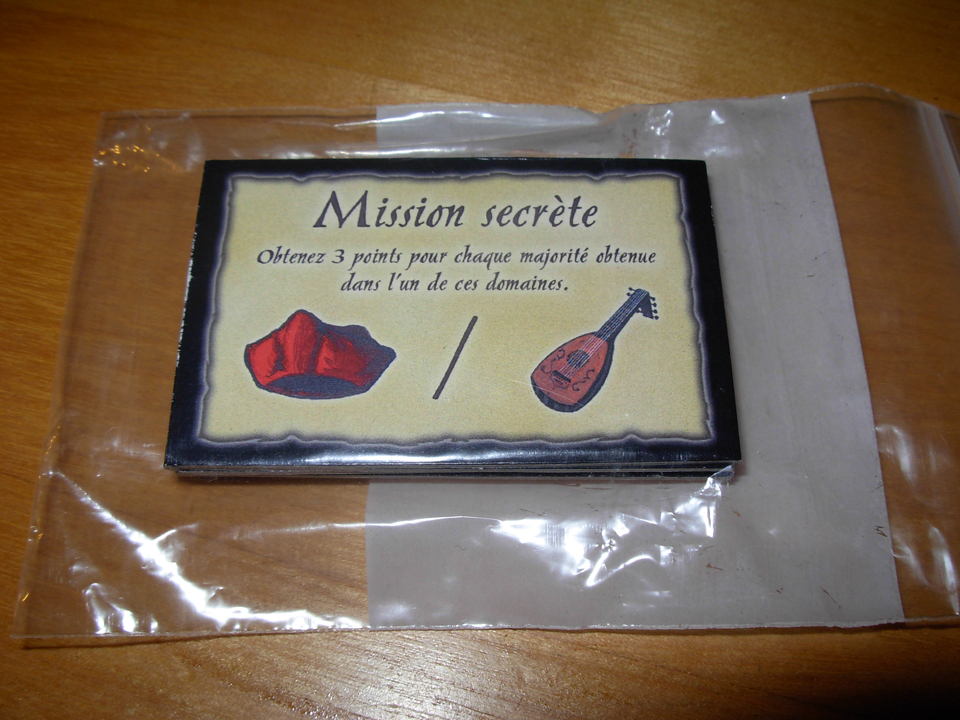 Mission secrète
Obtenez 3 points pour chaque majorité obtenue
dans l'un de ces domaines.